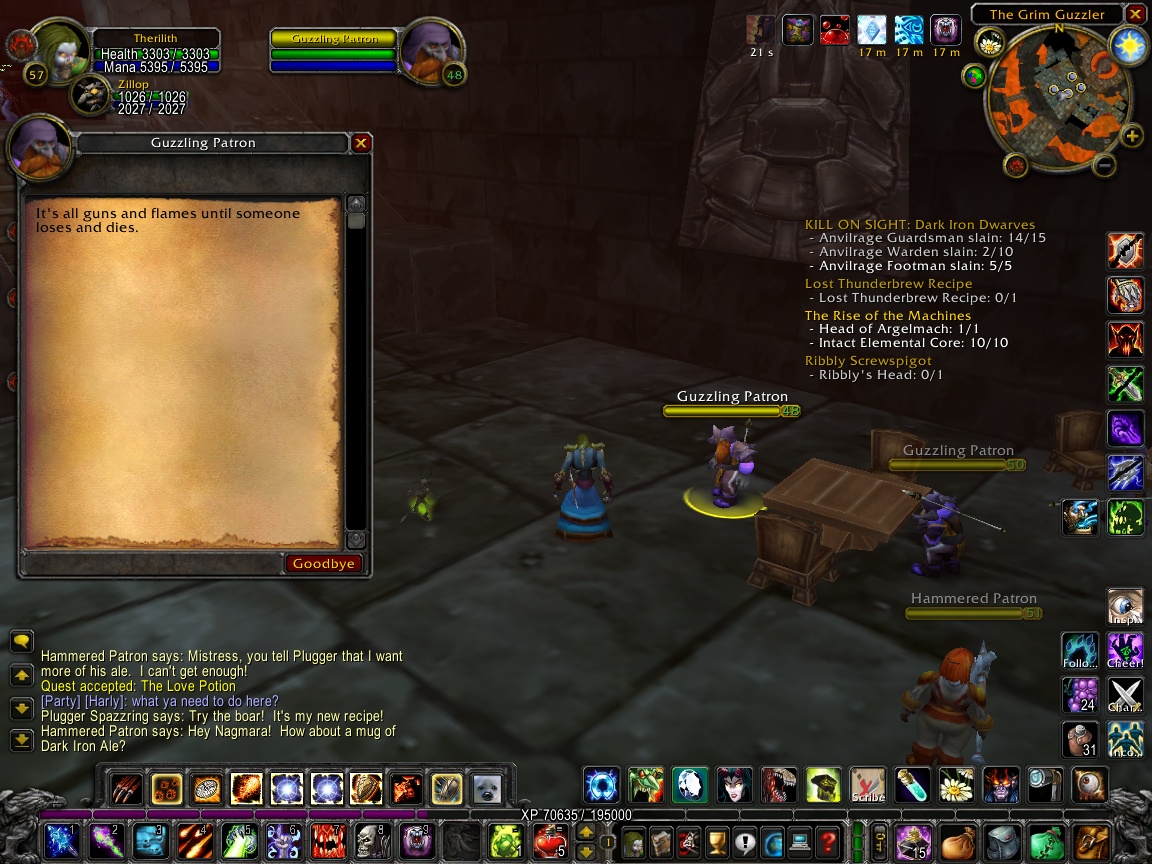 The Grim Guzzler
N
Therilith
Health 3303 / 3303
Mana 5395 / 5395
57
Zillop
1026 / 1026
2027 / 2027
Guzzling Patron
48
21 s
17 m
17 m
17 m
Guzzling Patron
It's all guns and flames until someone
loses and dies.
Goodbye
KILL ON SIGHT: Dark Iron Dwarves
- Anvilrage Guardsman slain: 14/15
- Anvilrage Warden slain: 2/10
- Anvilrage Footman slain: 5/5
Lost Thunderbrew Recipe
- Lost Thunderbrew Recipe: 0/1
The Rise of the Machines
- Head of Argelmach: 1/1
- Intact Elemental Core: 10/10
Ribbly Screwspigot
- Ribbly's Head: 0/1
Guzzling Patron
48
Guzzling Patron
50
Hammered Patron
51
Hammered Patron says: Mistress, you tell Plugger that I want
more of his ale. I can't get enough!
Quest accepted: The Love Potion
[Party] [Harly]: what ya need to do here?
Plugger Spazzring says: Try the boar! It's my new recipe!
Hammered Patron says: Hey Nagmara! How about a mug of
Dark Iron Ale?
Follo...
Cheer!
24
31
Scribe
XP 70635 / 195000
1
2
3
4
5
6
7
8
9
5
1
15